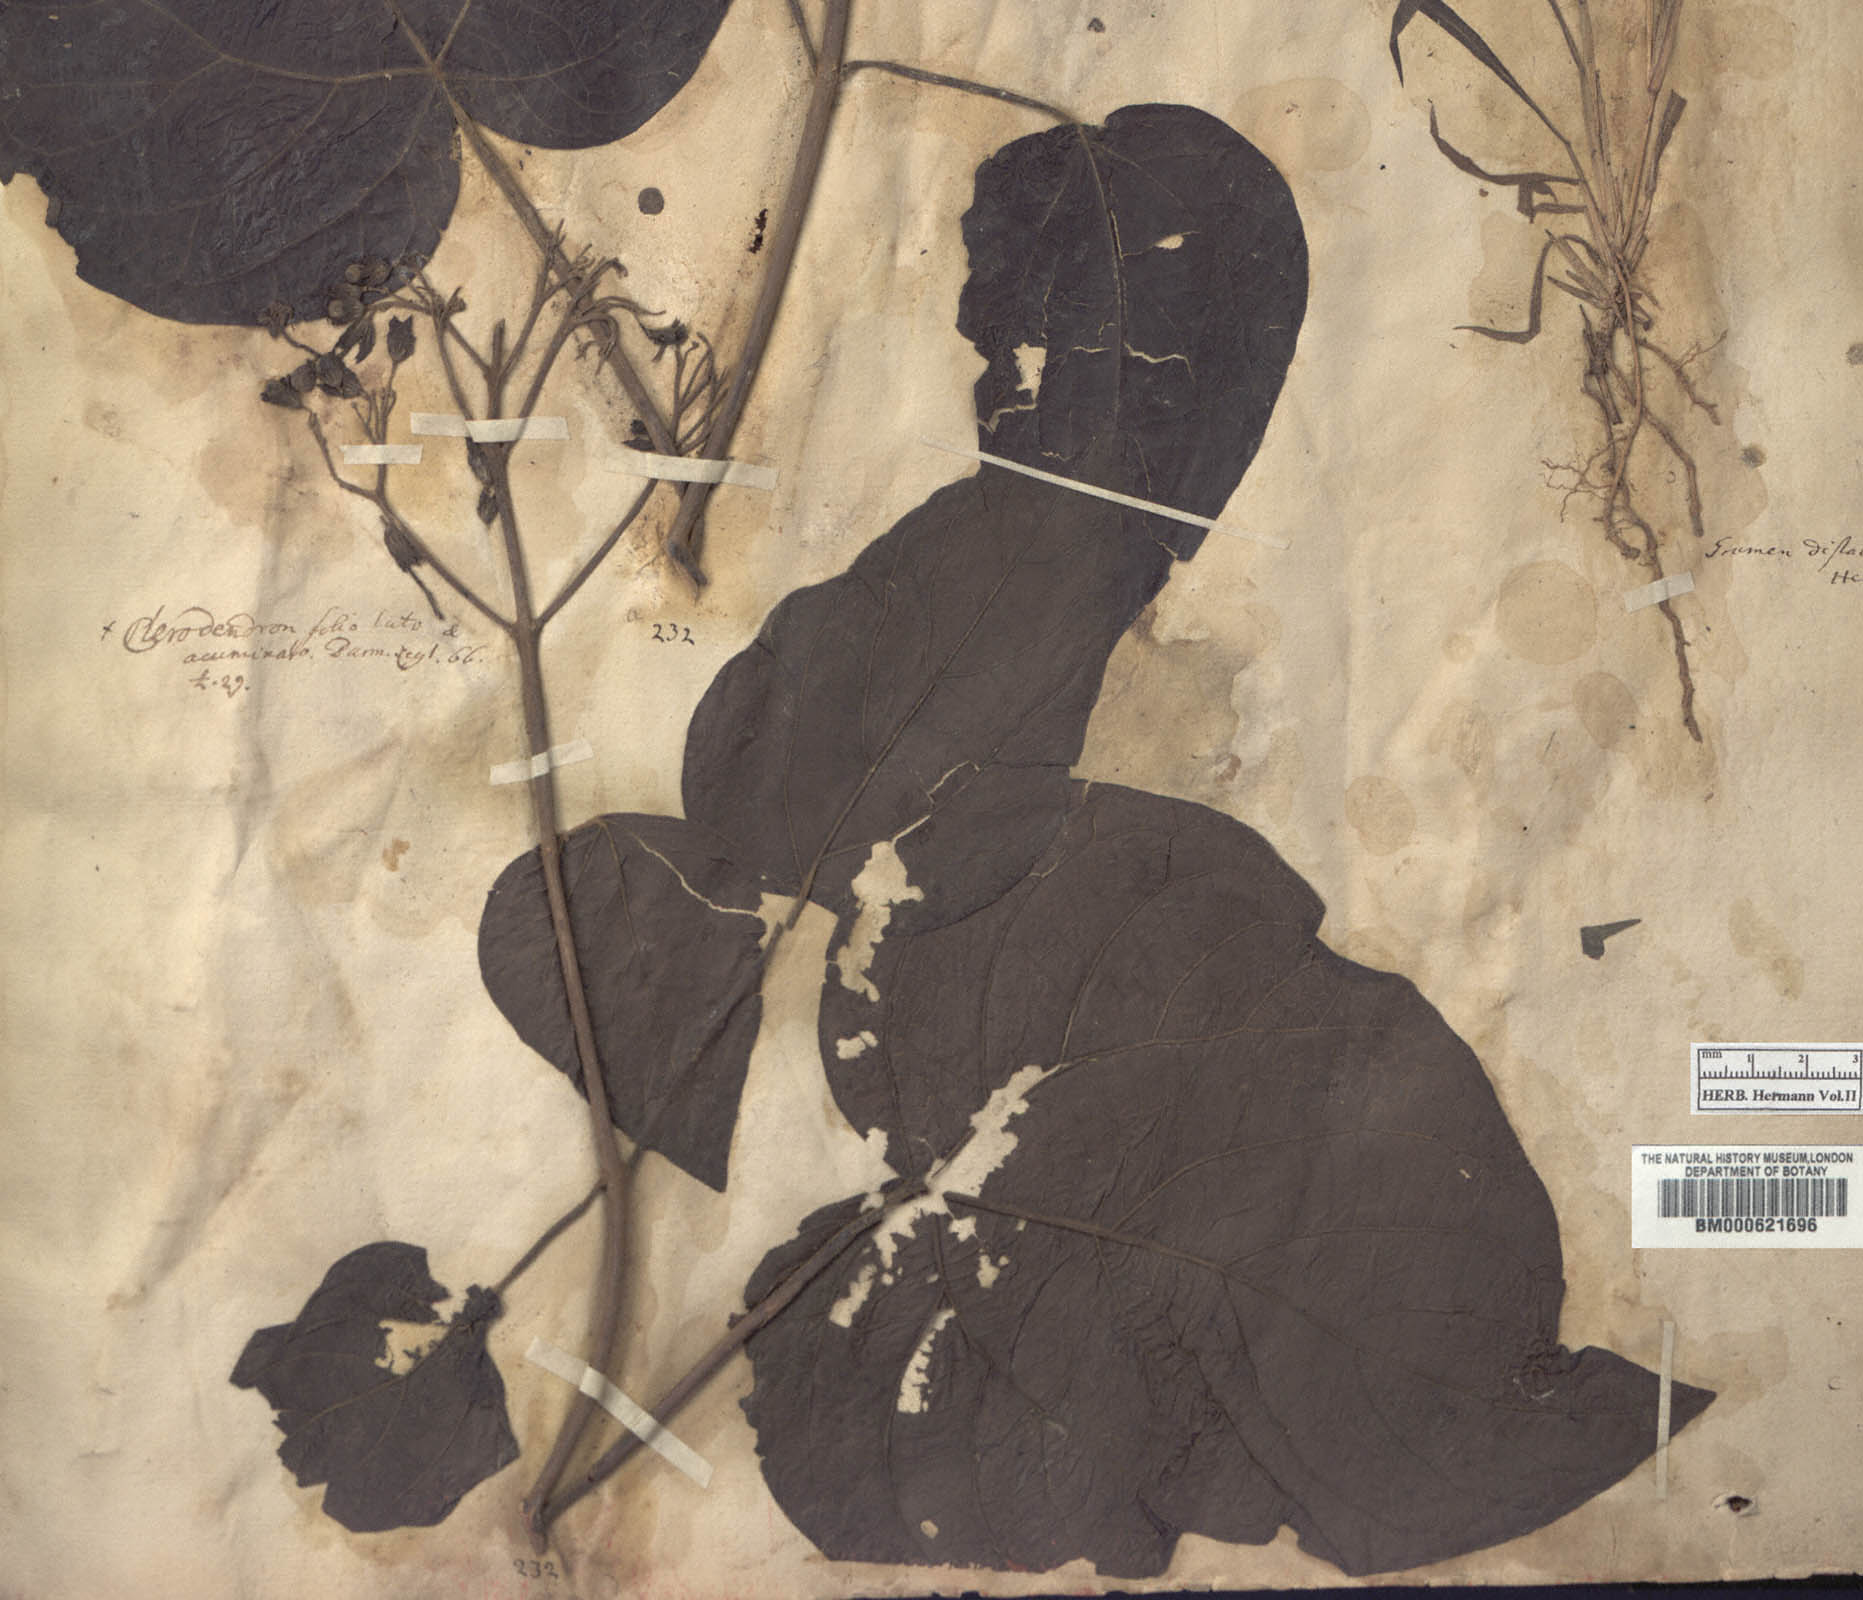 Gramen
+ Clerodendron folio lato &
acuminato. Burm. zeyl. 66.
t. 29.
a
232
mm 1 2 3
HERB. Hermann Vol.II
THE NATURAL HISTORY MUSEUM,LONDON
DEPARTMENT OF BOTANY
BM000621696
232